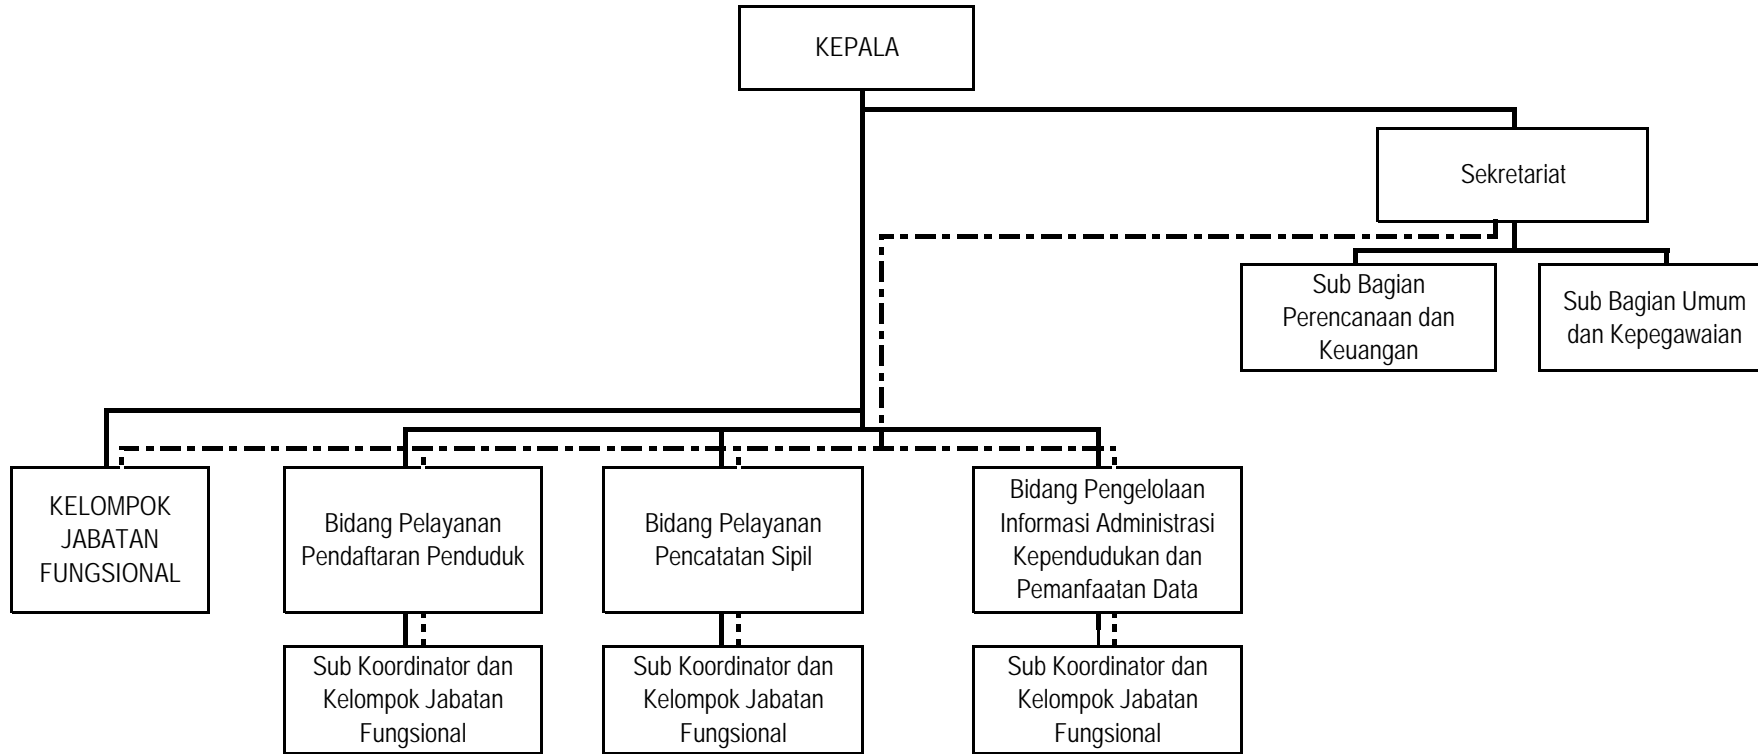 KEPALA
Sekretariat
Sub Bagian
Perencanaan dan
Keuangan
Sub Bagian Umum
dan Kepegawaian
KELOMPOK
JABATAN
FUNGSIONAL
Bidang Pelayanan
Pendaftaran Penduduk
Bidang Pelayanan
Pencatatan Sipil
Bidang Pengelolaan
Informasi Administrasi
Kependudukan dan
Pemanfaatan Data
Sub Koordinator dan
Kelompok Jabatan
Fungsional
Sub Koordinator dan
Kelompok Jabatan
Fungsional
Sub Koordinator dan
Kelompok Jabatan
Fungsional